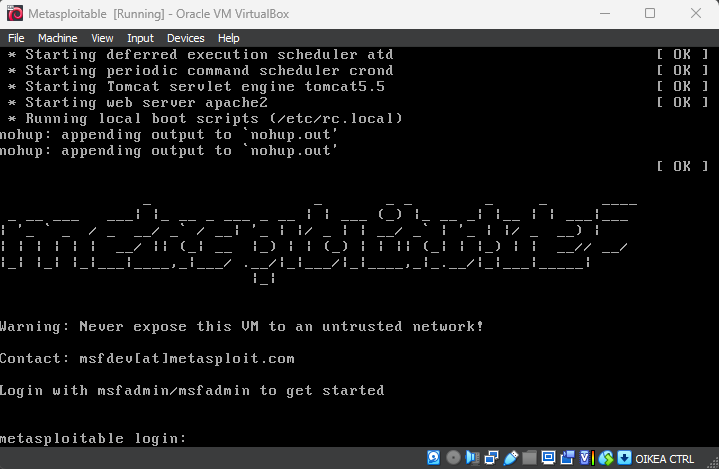 Metasploitable [Running] - Oracle VM VirtualBox
File Machine Input Devices Help
* Starting deferred execution scheduler atd [ OK ]
* Starting periodic command scheduler crond [ OK ]
* Starting Tomcat servlet engine tomcat5.5 [ OK ]
* Starting web server apache2 [ OK ]
* Running local boot scripts (/etc/rc.local)
nohup: appending output to `nohup.out'
nohup: appending output to `nohup.out'
[ OK ]
metasploitable2
Warning: Never expose this VM to an untrusted network!
Contact: msfdev[at]metasploit.com
Login with msfadmin/msfadmin to get started
metasploitable login:
OIKEA CTRL